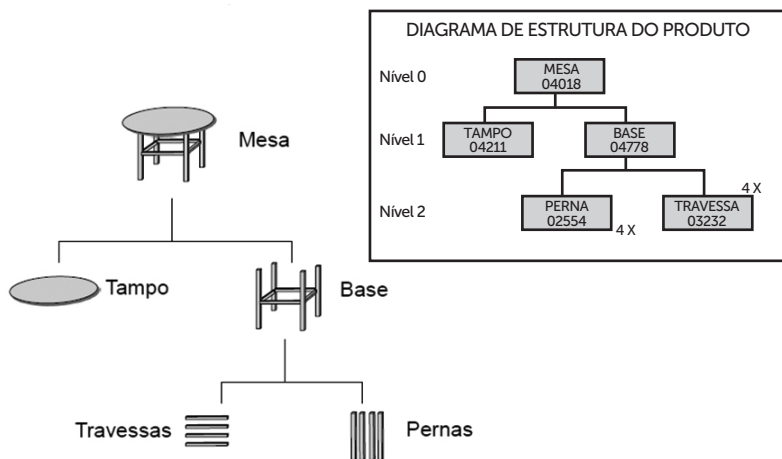 DIAGRAMA DE ESTRUTURA DO PRODUTO
Nível 0
MESA
04018
Nível 1
TAMPO
04211
BASE
04778
Nível 2
PERNA
02554
4 X
TRAVESSA
03232
4 X
Mesa
Tampo
Base
Travessas
Pernas